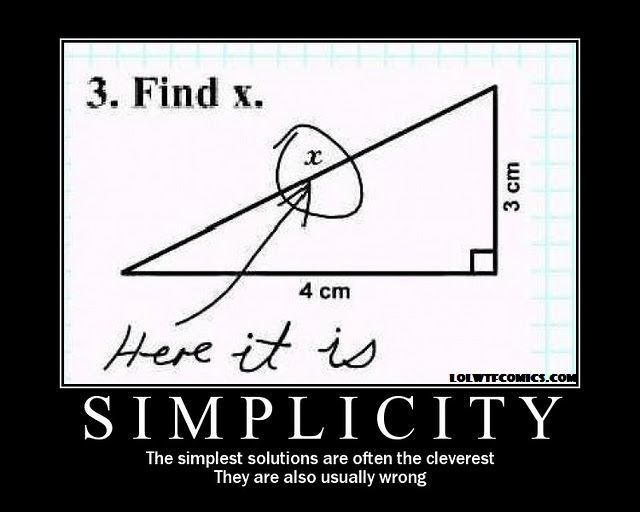 3. Find x.
x
3 cm
4 cm
Here it is
LOLWTFCOMICS.COM
SIMPLICITY
The simplest solutions are often the cleverest
They are also usually wrong